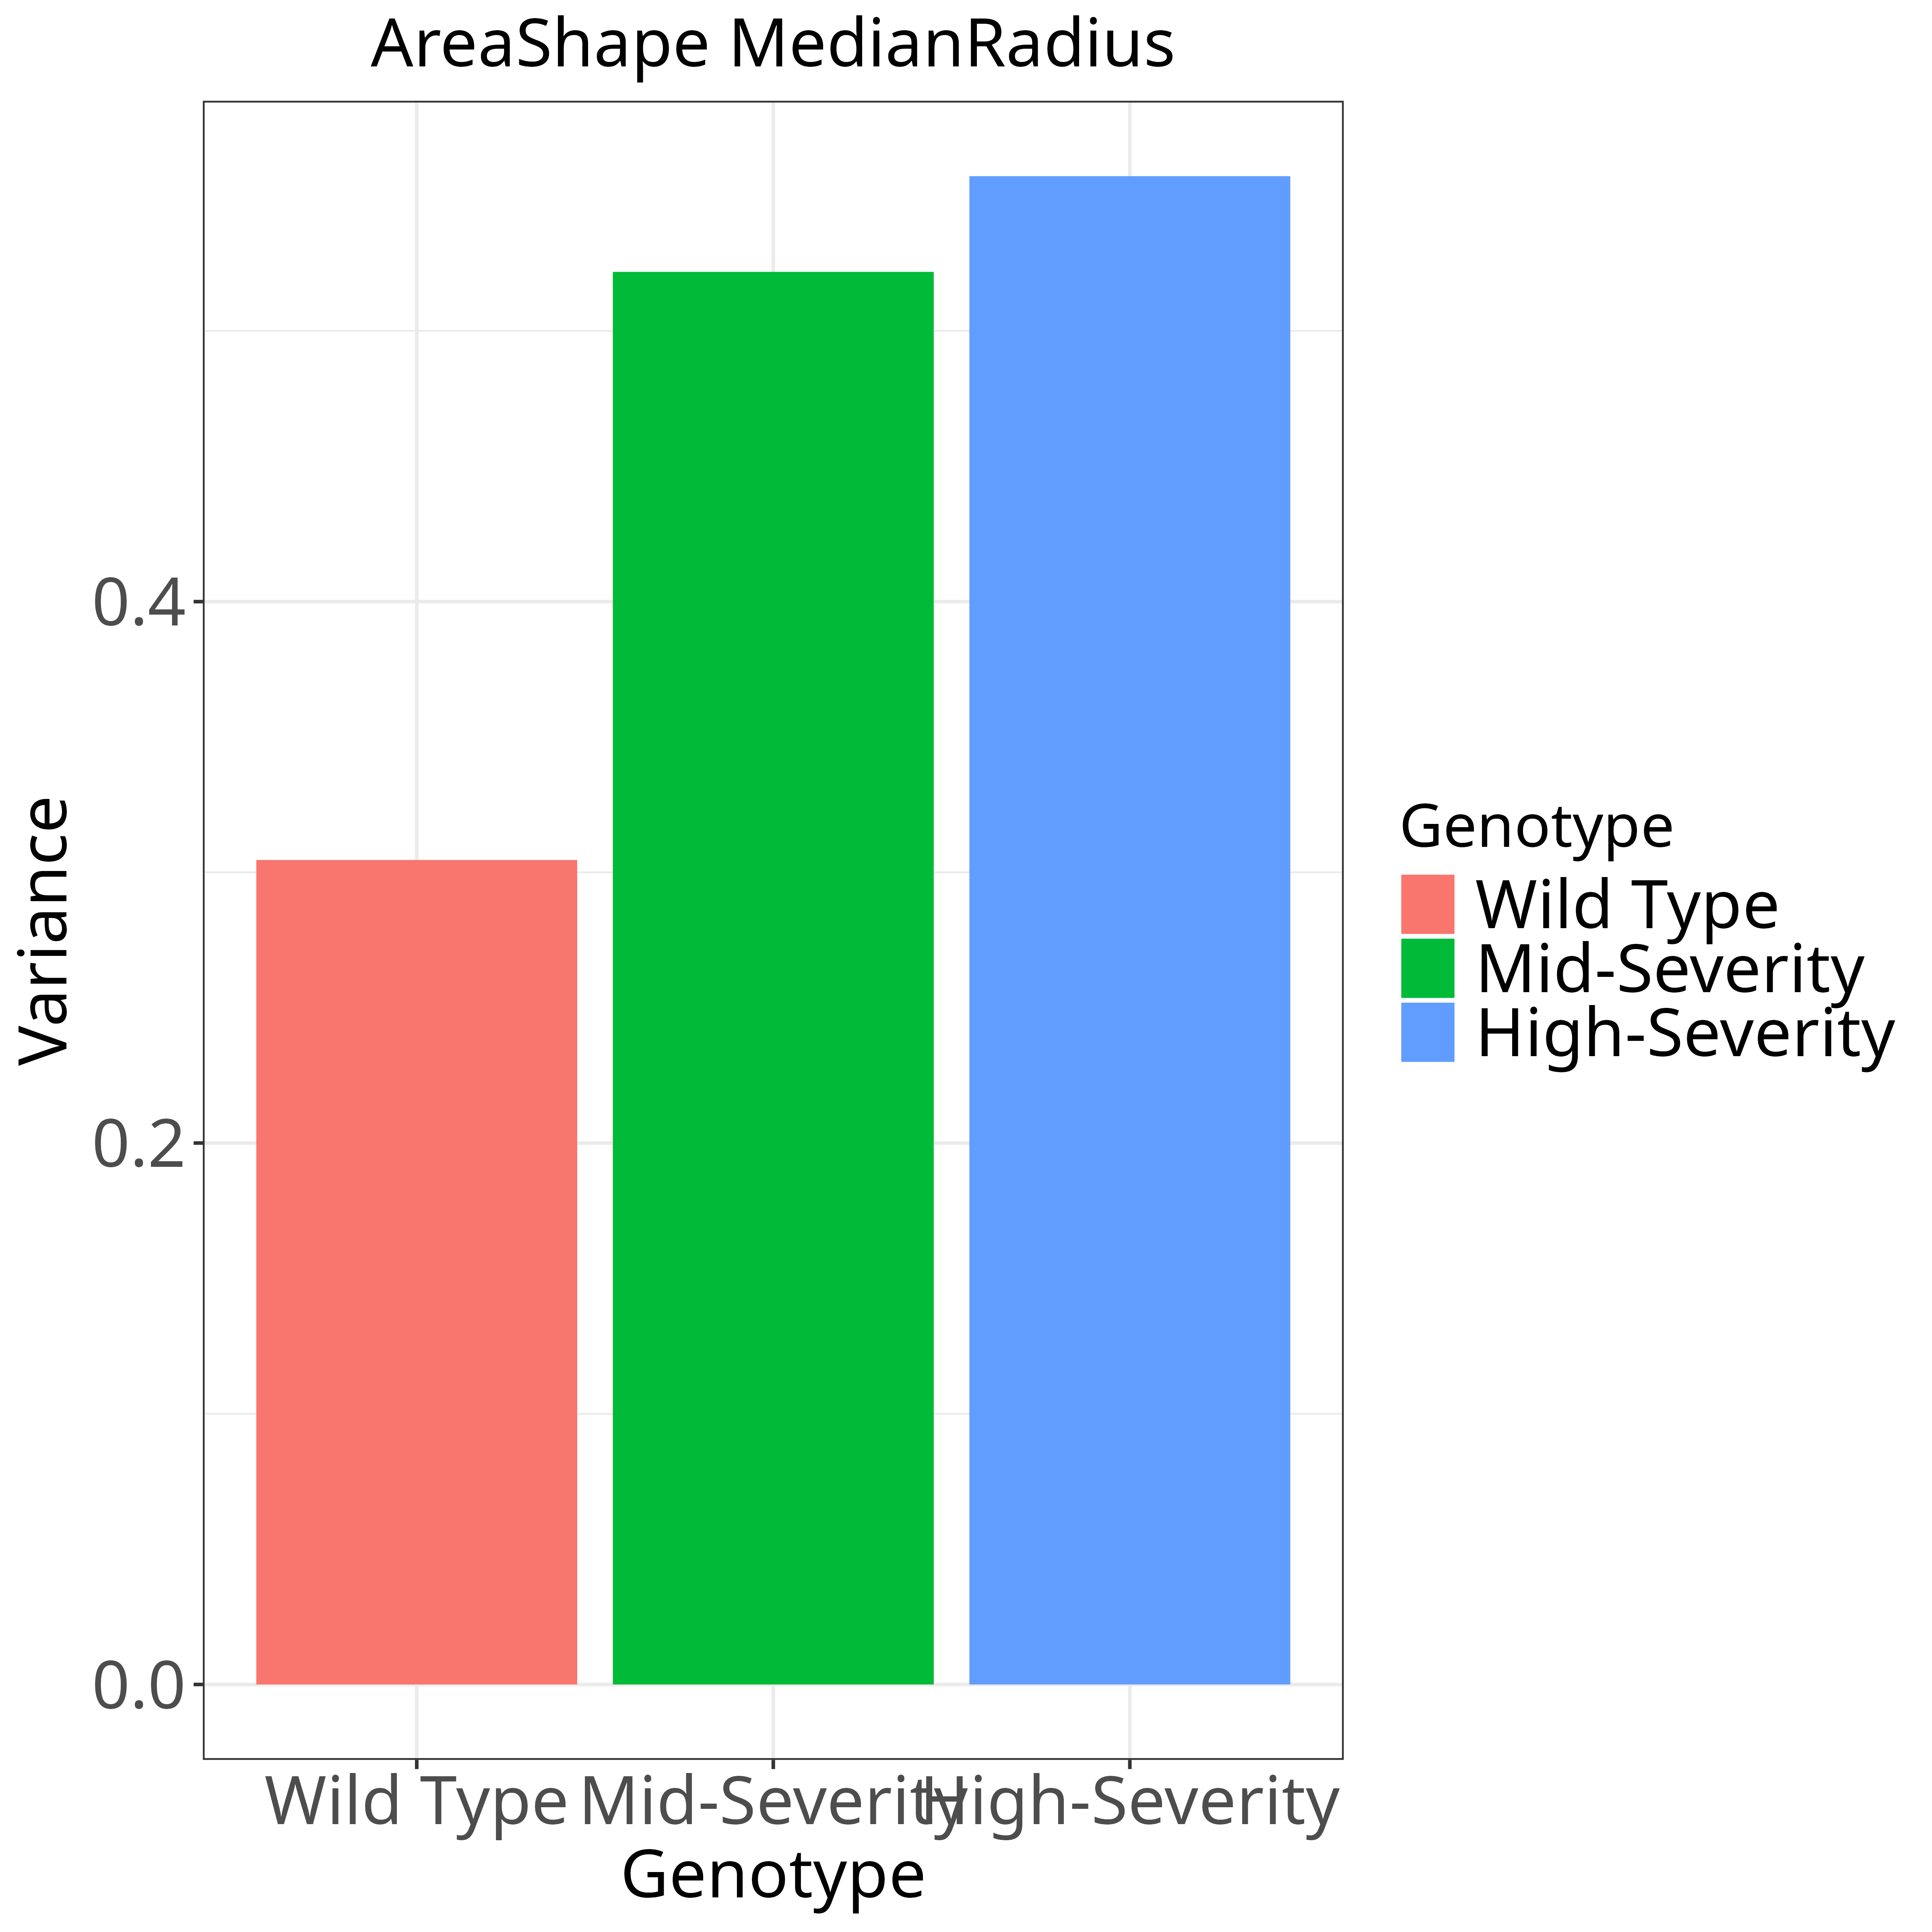 AreaShape MedianRadius
Variance
0.4
0.2
0.0
Wild Type Mid-Severity High-Severity
Genotype
Genotype
Wild Type
Mid-Severity
High-Severity